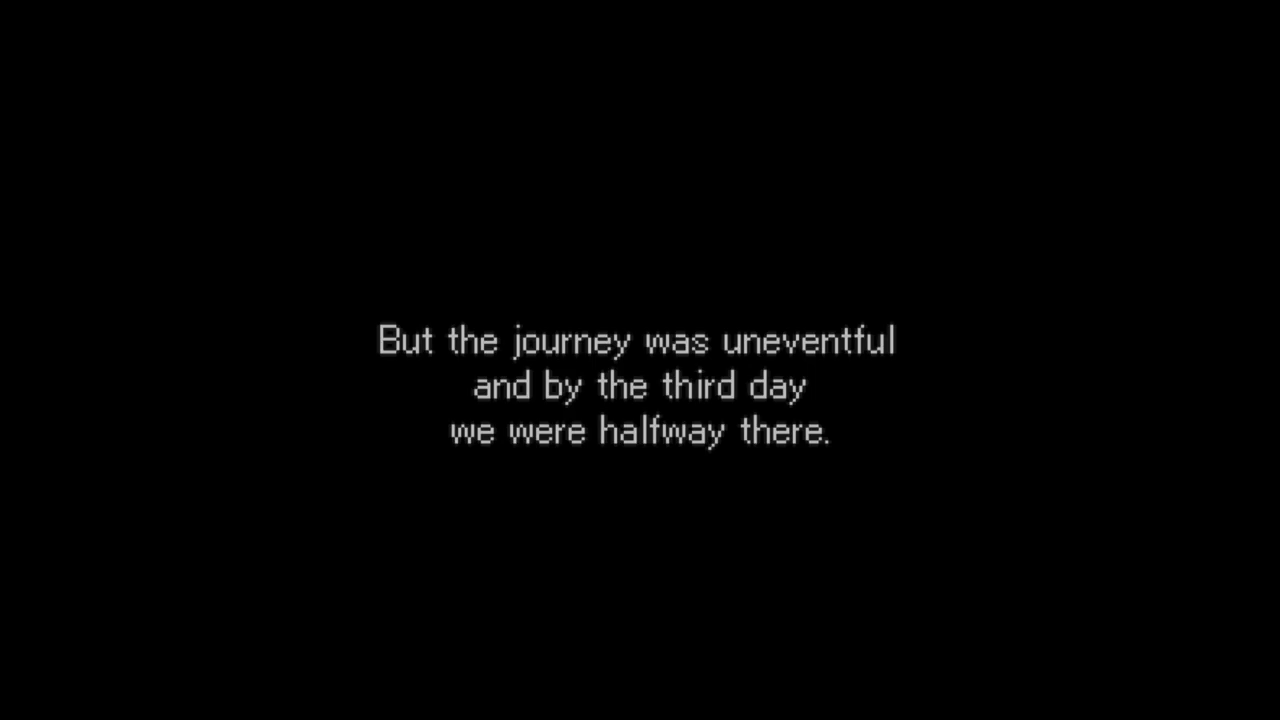 But the journey was uneventful
and by the third day
we were halfway there.